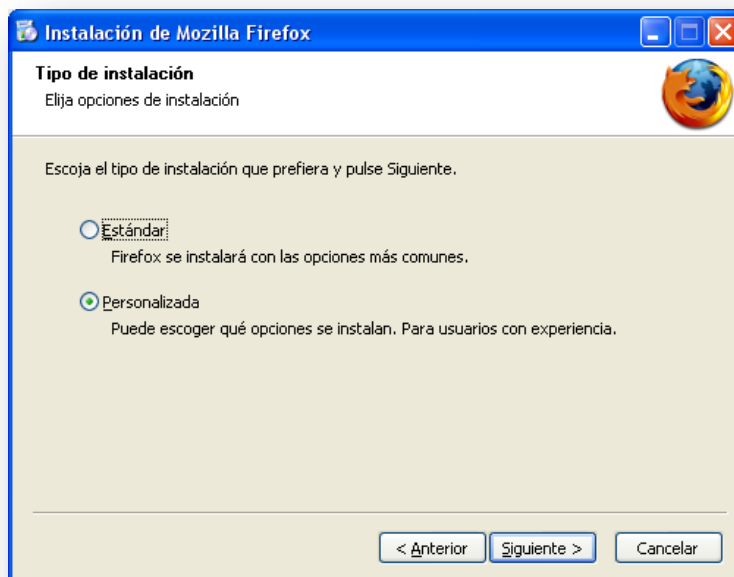 Instalación de Mozilla Firefox
Tipo de instalación
Elija opciones de instalación
Escoja el tipo de instalación que prefiera y pulse Siguiente.
Estándar
Firefox se instalará con las opciones más comunes.
Personalizada
Puede escoger qué opciones se instalan. Para usuarios con experiencia.
< Anterior Siguiente > Cancelar